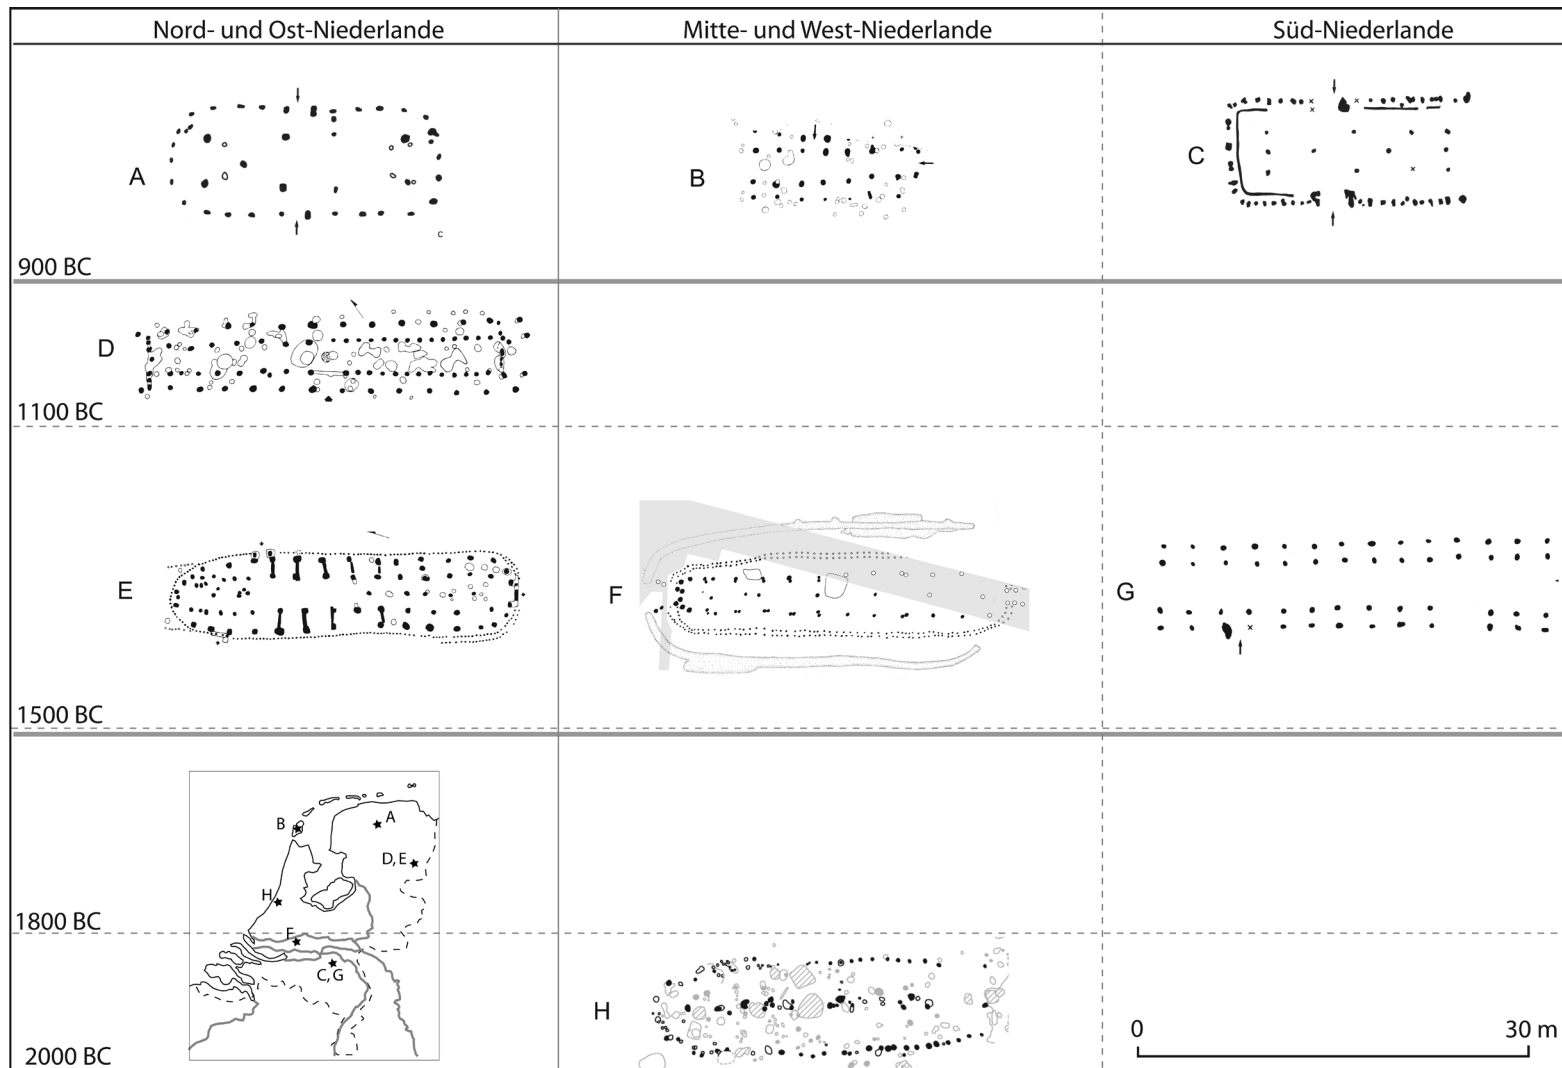 Nord- und Ost-Niederlande
Mitte- und West-Niederlande
Süd-Niederlande
A
c
B
C
900 BC
D
1100 BC
E
F
G
1500 BC
B
A
D, E
H
F
C, G
1800 BC
H
0
30 m
2000 BC